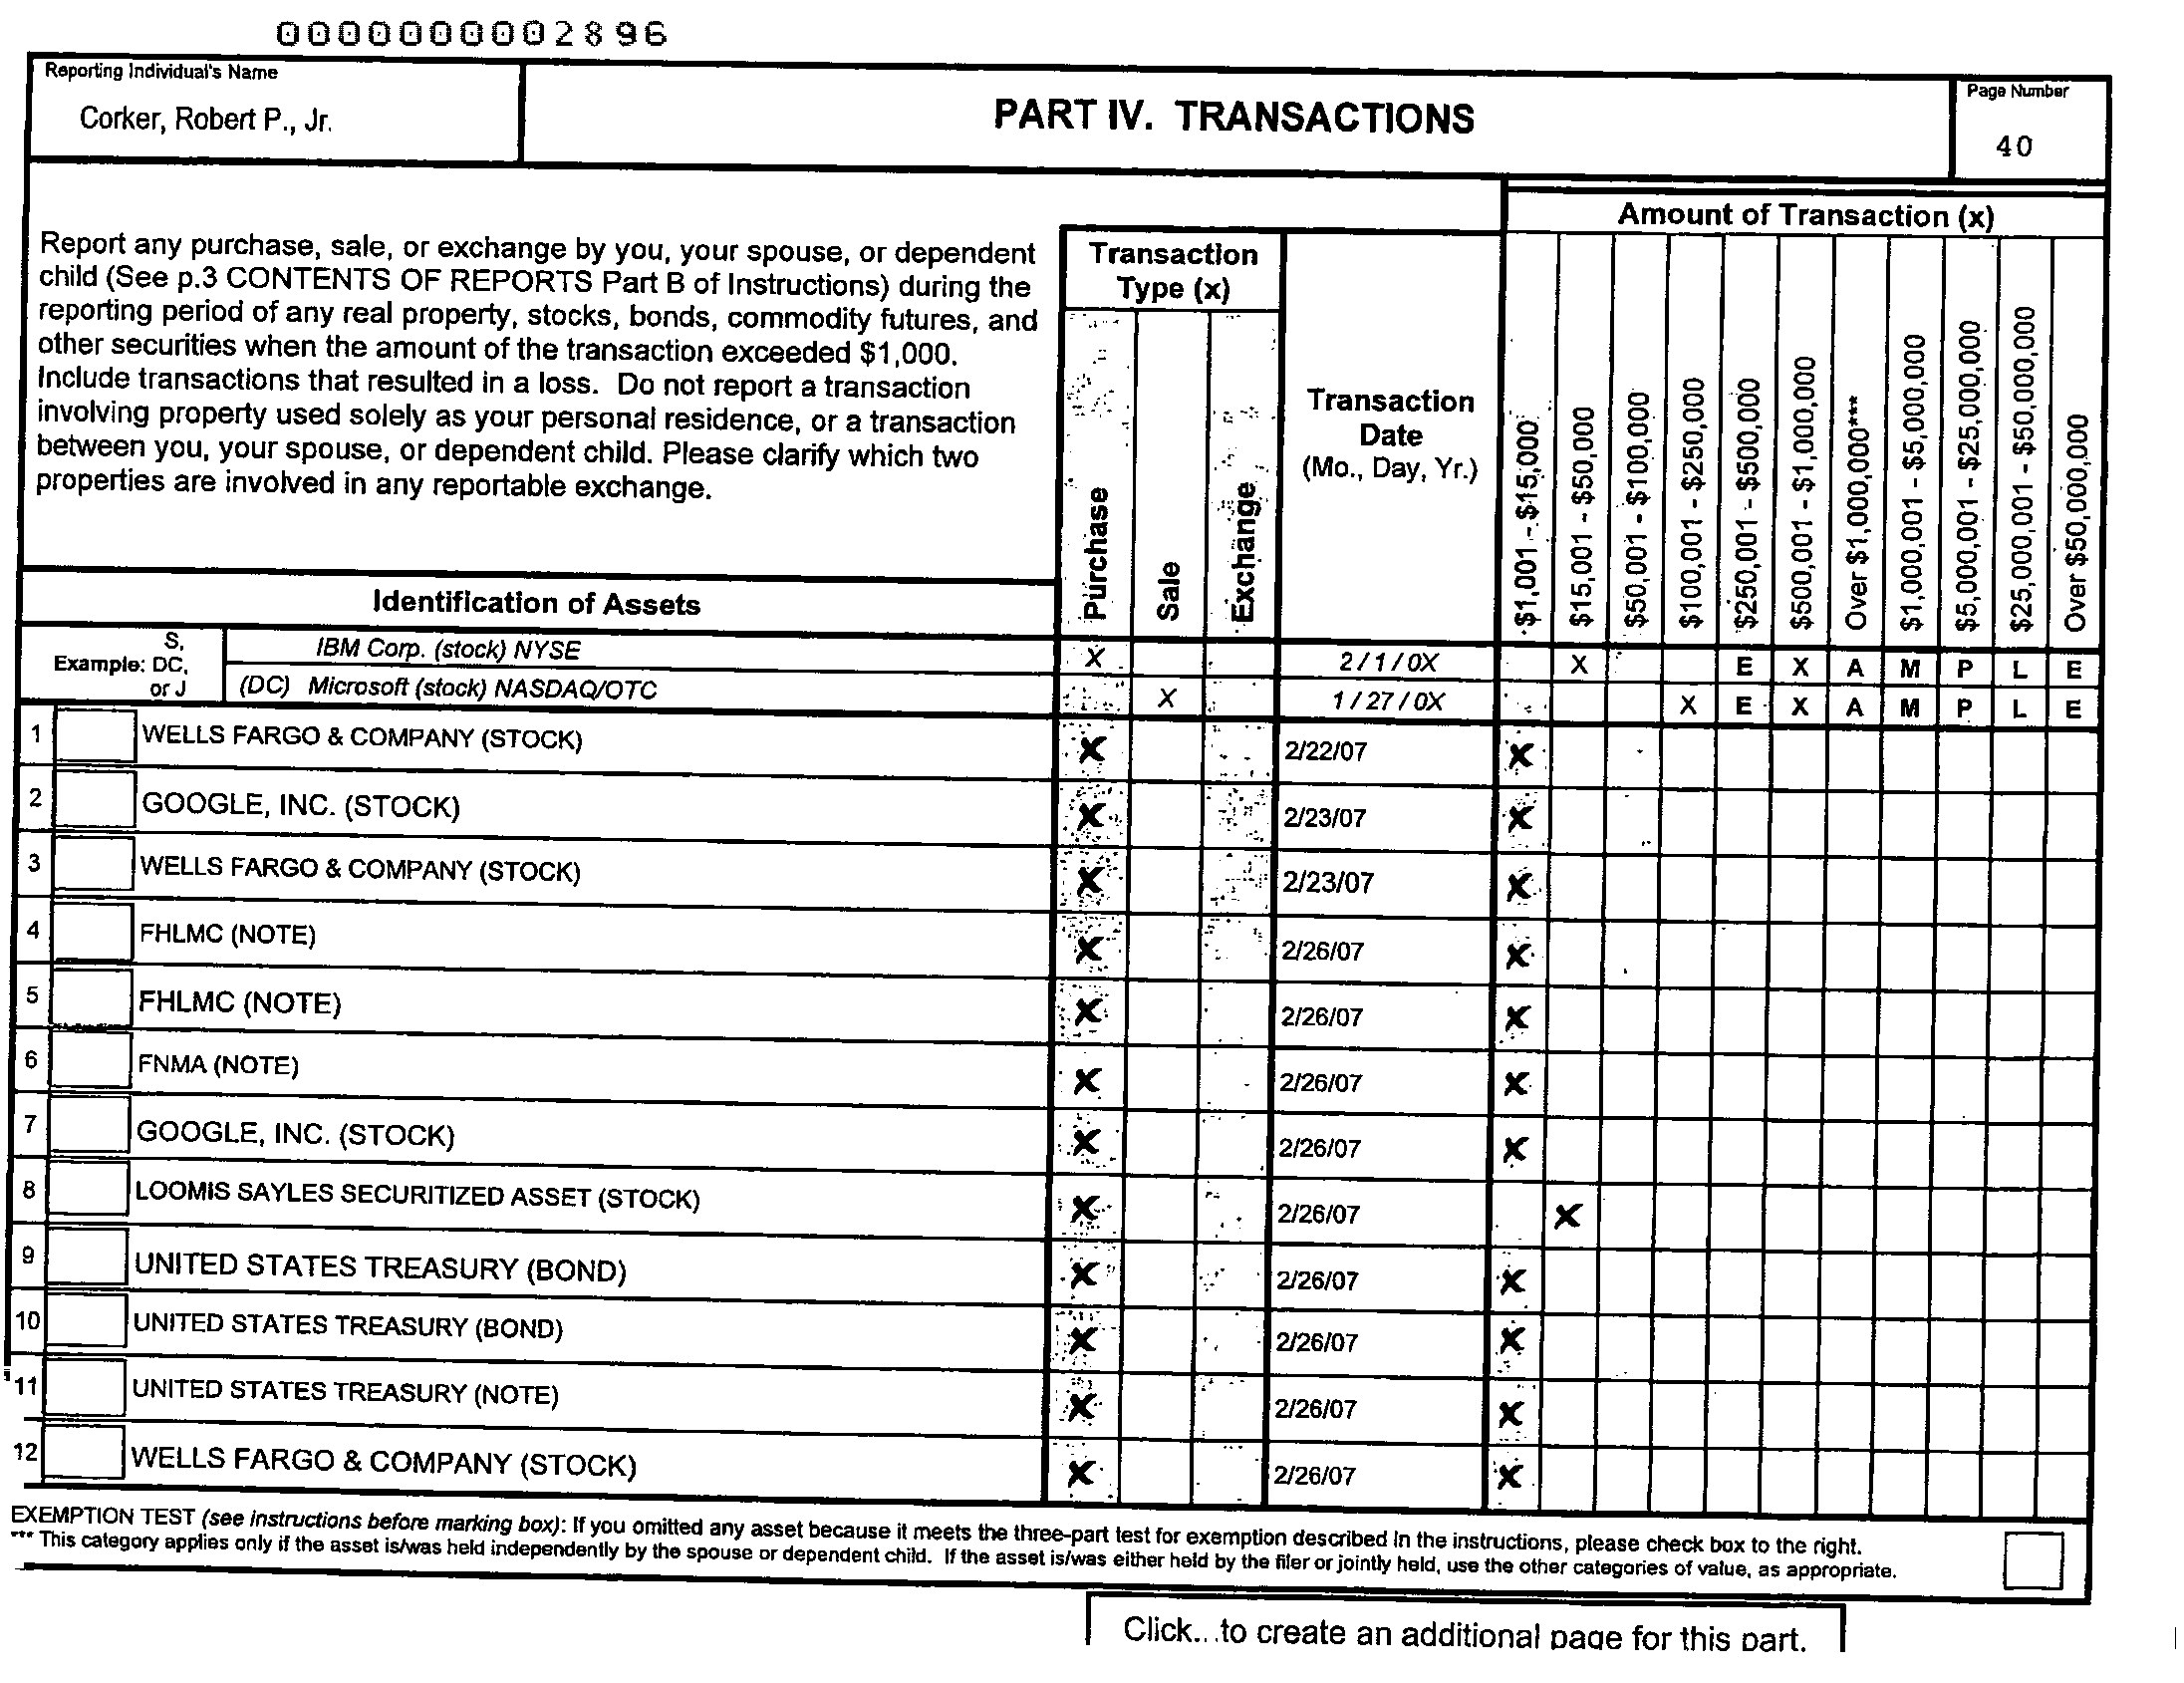 0000000002896
Reporting Individual's Name
Corker, Robert P., Jr.
PART IV. TRANSACTIONS
Page Number
40
Amount of Transaction (x)
Report any purchase, sale, or exchange by you, your spouse, or dependent
child (See p.3 CONTENTS OF REPORTS Part B of Instructions) during the
reporting period of any real property, stocks, bonds, commodity futures, and
other securities when the amount of the transaction exceeded $1,000.
Include transactions that resulted in a loss. Do not report a transaction
involving property used solely as your personal residence, or a transaction
between you, your spouse, or dependent child. Please clarify which two
properties are involved in any reportable exchange.
Transaction
Type (x)
Purchase
Sale
Exchange
Transaction
Date
(Mo., Day, Yr.)
$1,001 - $15,000
$15,001 - $50,000
$50,001 - $100,000
$100,001 - $250,000
$250,001 - $500,000
$500,001 - $1,000,000
Over $1,000,000***
$1,000,001 - $5,000,000
$5,000,001 - $25,000,000
$25,000,001 - $50,000,000
Over $50,000,000
Identification of Assets
Example: S, DC, or J
IBM Corp. (stock) NYSE X 2/1/0X X E X A M P L E
(DC) Microsoft (stock) NASDAQ/OTC X 1/27/0X X E X A M P L E
1 WELLS FARGO & COMPANY (STOCK) X 2/22/07 X
2 GOOGLE, INC. (STOCK) X 2/23/07 X
3 WELLS FARGO & COMPANY (STOCK) X 2/23/07 X
4 FHLMC (NOTE) X 2/26/07 X
5 FHLMC (NOTE) X 2/26/07 X
6 FNMA (NOTE) X 2/26/07 X
7 GOOGLE, INC. (STOCK) X 2/26/07 X
8 LOOMIS SAYLES SECURITIZED ASSET (STOCK) X 2/26/07 X
9 UNITED STATES TREASURY (BOND) X 2/26/07 X
10 UNITED STATES TREASURY (BOND) X 2/26/07 X
11 UNITED STATES TREASURY (NOTE) X 2/26/07 X
12 WELLS FARGO & COMPANY (STOCK) X 2/26/07 X
EXEMPTION TEST (see instructions before marking box): If you omitted any asset because it meets the three-part test for exemption described in the instructions, please check box to the right.
*** This category applies only if the asset is/was held independently by the spouse or dependent child. If the asset is/was either held by the filer or jointly held, use the other categories of value, as appropriate.
Click...to create an additional page for this part.